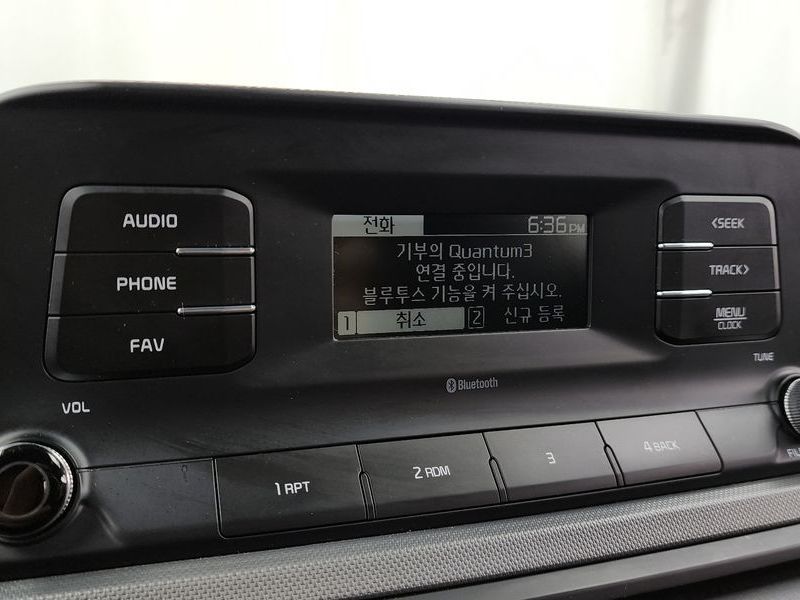 전화 6:36 PM
기부의 Quantum3
연결 중입니다.
블루투스 기능을 켜 주십시오.
1 취소 2 신규 등록
AUDIO
PHONE
FAV
<SEEK
TRACK>
MENU
CLOCK
Bluetooth
VOL
TUNE
1 RPT
2 RDM
3
4 BACK